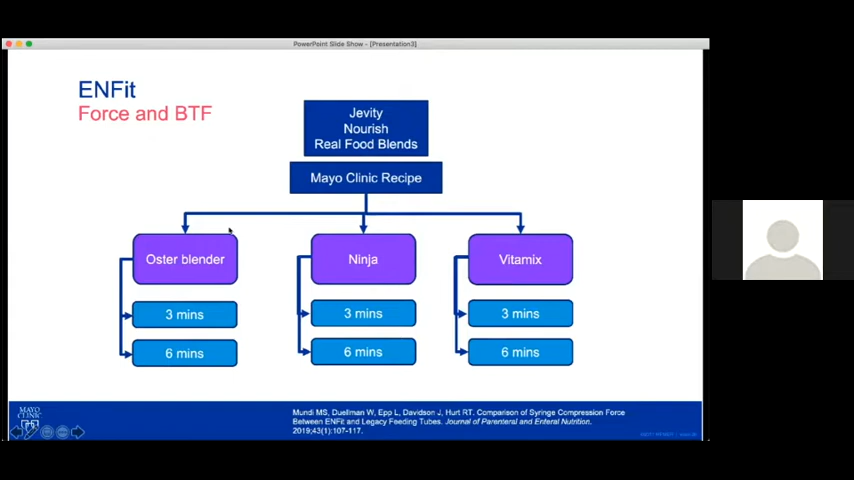 PowerPoint Slide Show - [Presentation3]
ENFit
Force and BTF
Jevity
Nourish
Real Food Blends
Mayo Clinic Recipe
Oster blender
Ninja
Vitamix
3 mins
3 mins
3 mins
6 mins
6 mins
6 mins
MAYO
CLINIC
Mundi MS, Duellman W, Epp L, Davidson J, Hurt RT. Comparison of Syringe Compression Force
Between ENFit and Legacy Feeding Tubes. Journal of Parenteral and Enteral Nutrition.
2019;43(1):107-117.